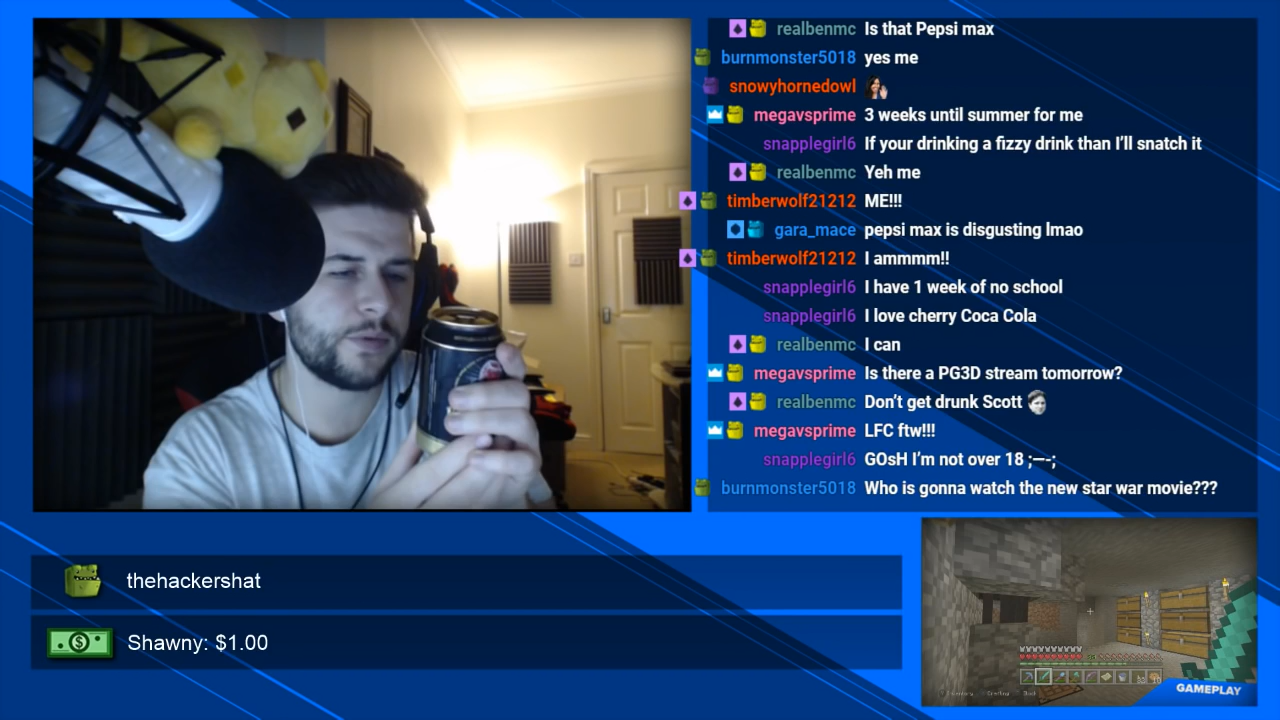 realbenmc Is that Pepsi max
burnmonster5018 yes me
snowyhornedowl
megavsprime 3 weeks until summer for me
snapplegirl6 If your drinking a fizzy drink than I'll snatch it
realbenmc Yeh me
timberwolf21212 ME!!!
gara_mace pepsi max is disgusting lmao
timberwolf21212 I ammmm!!
snapplegirl6 I have 1 week of no school
snapplegirl6 I love cherry Coca Cola
realbenmc I can
megavsprime Is there a PG3D stream tomorrow?
realbenmc Don't get drunk Scott
megavsprime LFC ftw!!!
snapplegirl6 GOsH I'm not over 18 ;—-;
burnmonster5018 Who is gonna watch the new star war movie???
thehackershat
Shawny: $1.00
GAMEPLAY